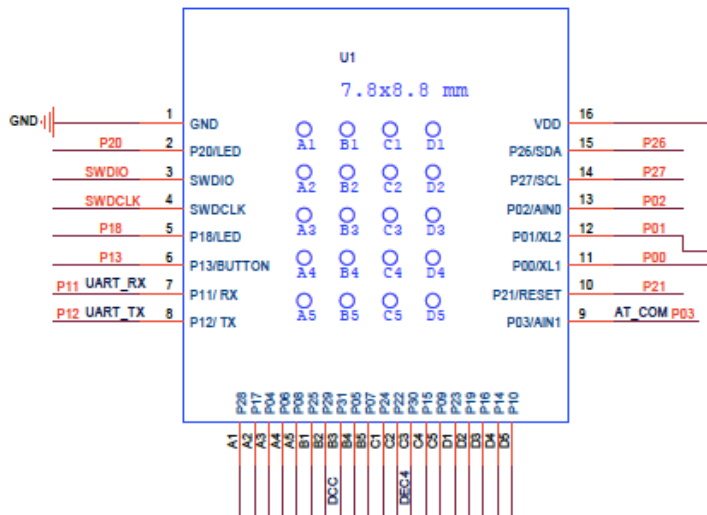 U1
7.8x8.8 mm
GND 1 GND VDD 16
P20 2 P20/LED P26/SDA 15 P26
SWDIO 3 SWDIO P27/SCL 14 P27
SWDCLK 4 SWDCLK P02/AIN0 13 P02
P18 5 P18/LED P01/XL2 12 P01
P13 6 P13/BUTTON P00/XL1 11 P00
P11 UART_RX 7 P11/ RX P21/RESET 10 P21
P12 UART_TX 8 P12/ TX P03/AIN1 9 AT_COM P03
A1 B1 C1 D1
A2 B2 C2 D2
A3 B3 C3 D3
A4 B4 C4 D4
A5 B5 C5 D5
P28 P17 P04 P06 P08 P25 P29 P31 P05 P07 P24 P22 P30 P15 P09 P23 P19 P16 P14 P10
A1 A2 A3 A4 A5 B1 B2 B3 B4 B5 C1 C2 C3 C4 C5 D1 D2 D3 D4 D5
DCC DEC4